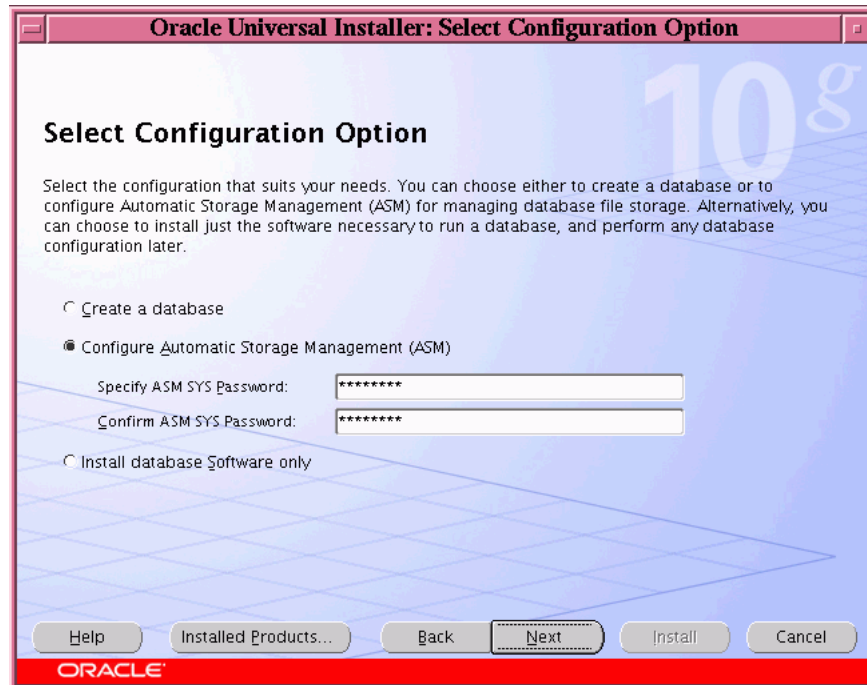 Oracle Universal Installer: Select Configuration Option
10g
Select Configuration Option
Select the configuration that suits your needs. You can choose either to create a database or to
configure Automatic Storage Management (ASM) for managing database file storage. Alternatively, you
can choose to install just the software necessary to run a database, and perform any database
configuration later.
Create a database
Configure Automatic Storage Management (ASM)
Specify ASM SYS Password: ********
Confirm ASM SYS Password: ********
Install database Software only
Help Installed Products... Back Next Install Cancel
ORACLE